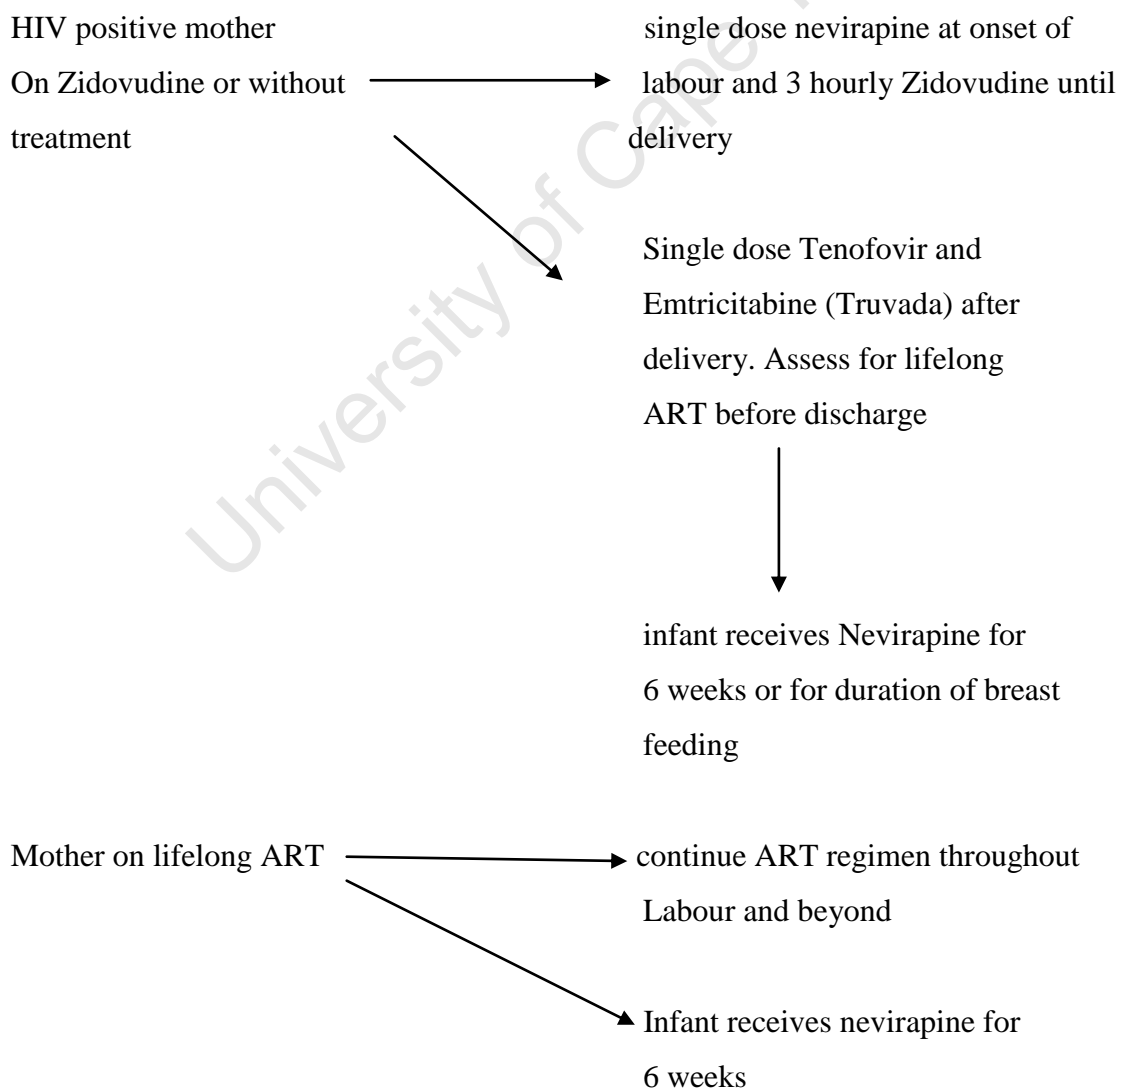 HIV positive mother
On Zidovudine or without
treatment
single dose nevirapine at onset of
labour and 3 hourly Zidovudine until
delivery
Single dose Tenofovir and
Emtricitabine (Truvada) after
delivery. Assess for lifelong
ART before discharge
infant receives Nevirapine for
6 weeks or for duration of breast
feeding
Mother on lifelong ART
continue ART regimen throughout
Labour and beyond
Infant receives nevirapine for
6 weeks
University of Cape